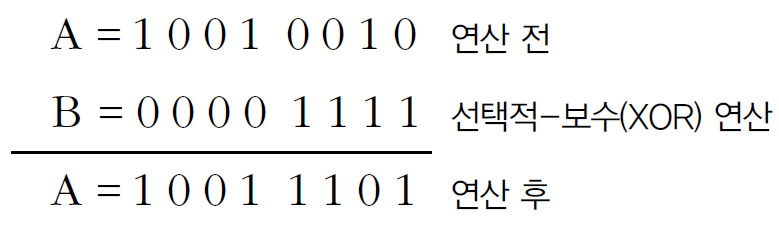 A = 1 0 0 1 0 0 1 0 연산 전
B = 0 0 0 0 1 1 1 1 선택적-보수(XOR) 연산
A = 1 0 0 1 1 1 0 1 연산 후